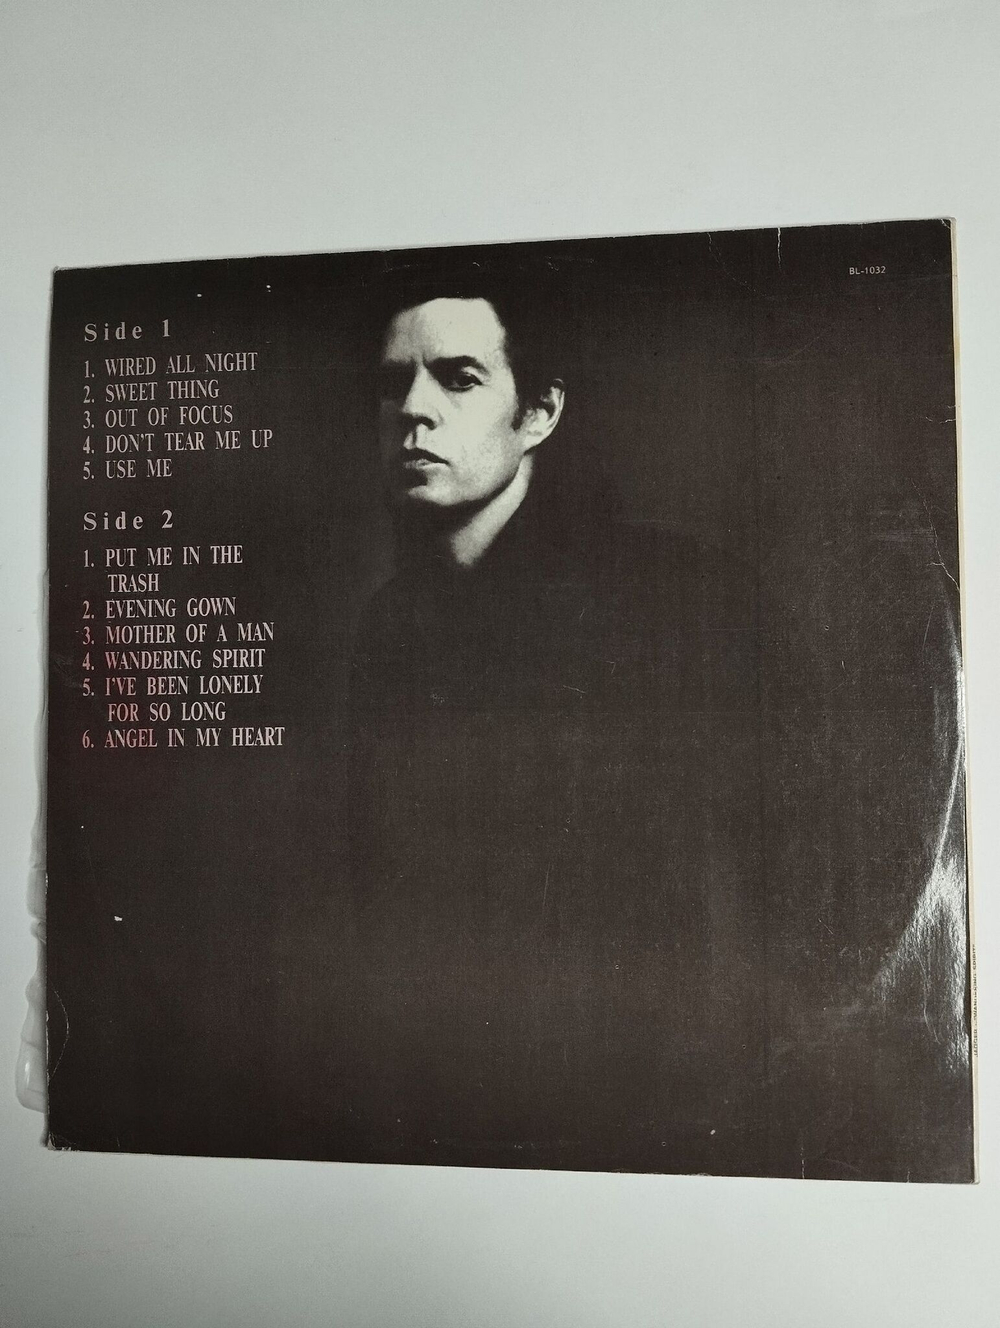 BL-1032
Side 1
1. WIRED ALL NIGHT
2. SWEET THING
3. OUT OF FOCUS
4. DON'T TEAR ME UP
5. USE ME
Side 2
1. PUT ME IN THE
TRASH
2. EVENING GOWN
3. MOTHER OF A MAN
4. WANDERING SPIRIT
5. I'VE BEEN LONELY
FOR SO LONG
6. ANGEL IN MY HEART